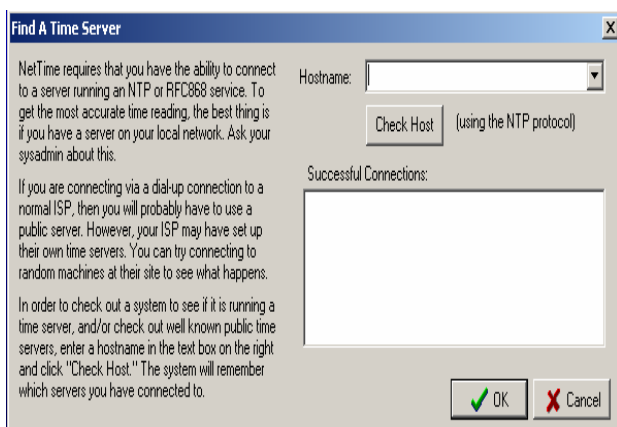 Find A Time Server
NetTime requires that you have the ability to connect
to a server running an NTP or RFC868 service. To
get the most accurate time reading, the best thing is
if you have a server on your local network. Ask your
sysadmin about this.
If you are connecting via a dial-up connection to a
normal ISP, then you will probably have to use a
public server. However, your ISP may have set up
their own time servers. You can try connecting to
random machines at their site to see what happens.
In order to check out a system to see if it is running a
time server, and/or check out well known public time
servers, enter a hostname in the text box on the right
and click "Check Host." The system will remember
which servers you have connected to.
Hostname:
Check Host (using the NTP protocol)
Successful Connections:
OK Cancel